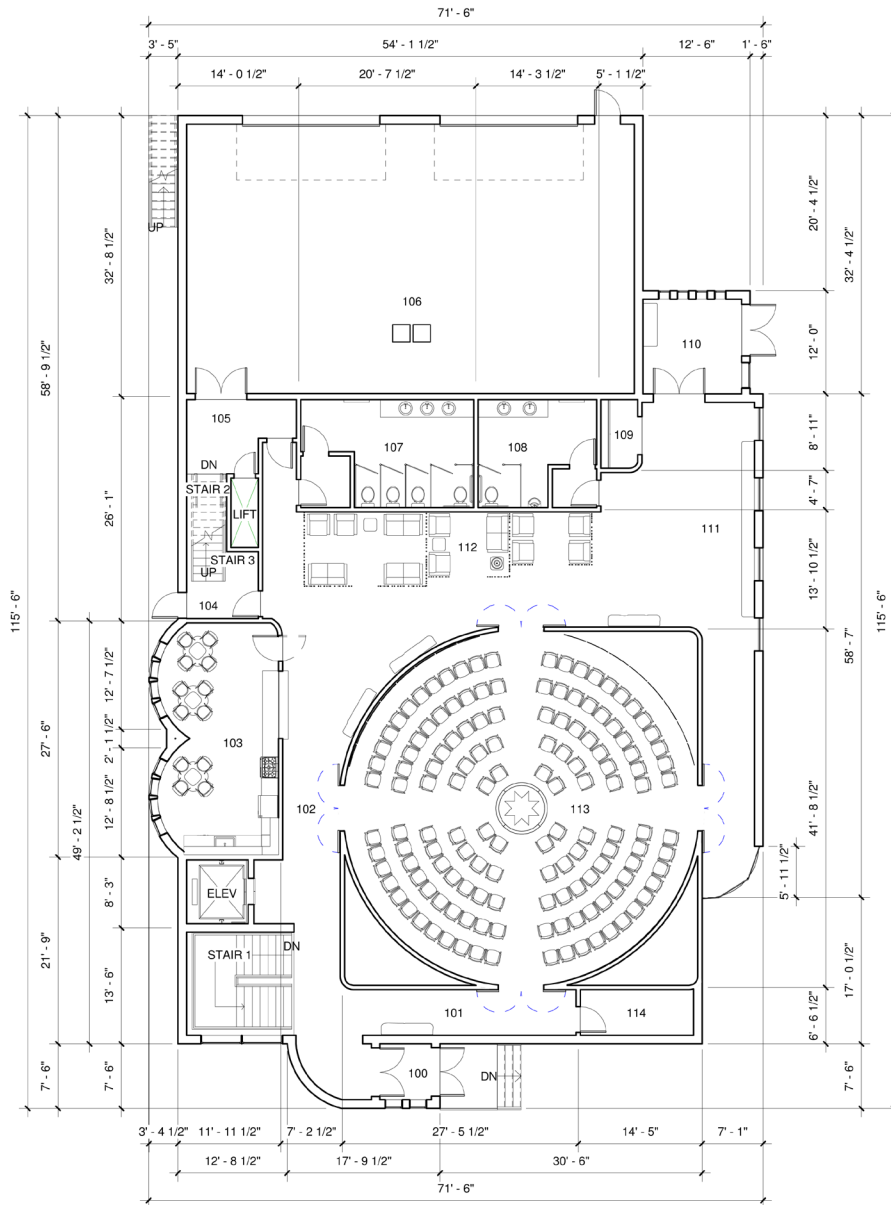 71' - 6"
3' - 5"
54' - 1 1/2"
12' - 6"
1' - 6"
14' - 0 1/2"
20' - 7 1/2"
14' - 3 1/2"
5' - 1 1/2"
UP
32' - 8 1/2"
58' - 9 1/2"
115' - 6"
20' - 4 1/2"
32' - 4 1/2"
115' - 6"
106
110
12' - 0"
105
107
108
109
8' - 11"
DN
STAIR 2
LIFT
26' - 1"
4' - 7"
111
112
STAIR 3
UP
13' - 10 1/2"
104
58' - 7"
12' - 7 1/2"
2' - 1 1/2"
12' - 8 1/2"
27' - 6"
49' - 2 1/2"
103
102
113
41' - 8 1/2"
5' - 11 1/2"
ELEV
8' - 3"
STAIR 1
DN
13' - 6"
21' - 9"
17' - 0 1/2"
6' - 6 1/2"
101
114
100
DN
7' - 6"
7' - 6"
7' - 6"
3' - 4 1/2"
11' - 11 1/2"
7' - 2 1/2"
27' - 5 1/2"
14' - 5"
7' - 1"
12' - 8 1/2"
17' - 9 1/2"
30' - 6"
71' - 6"